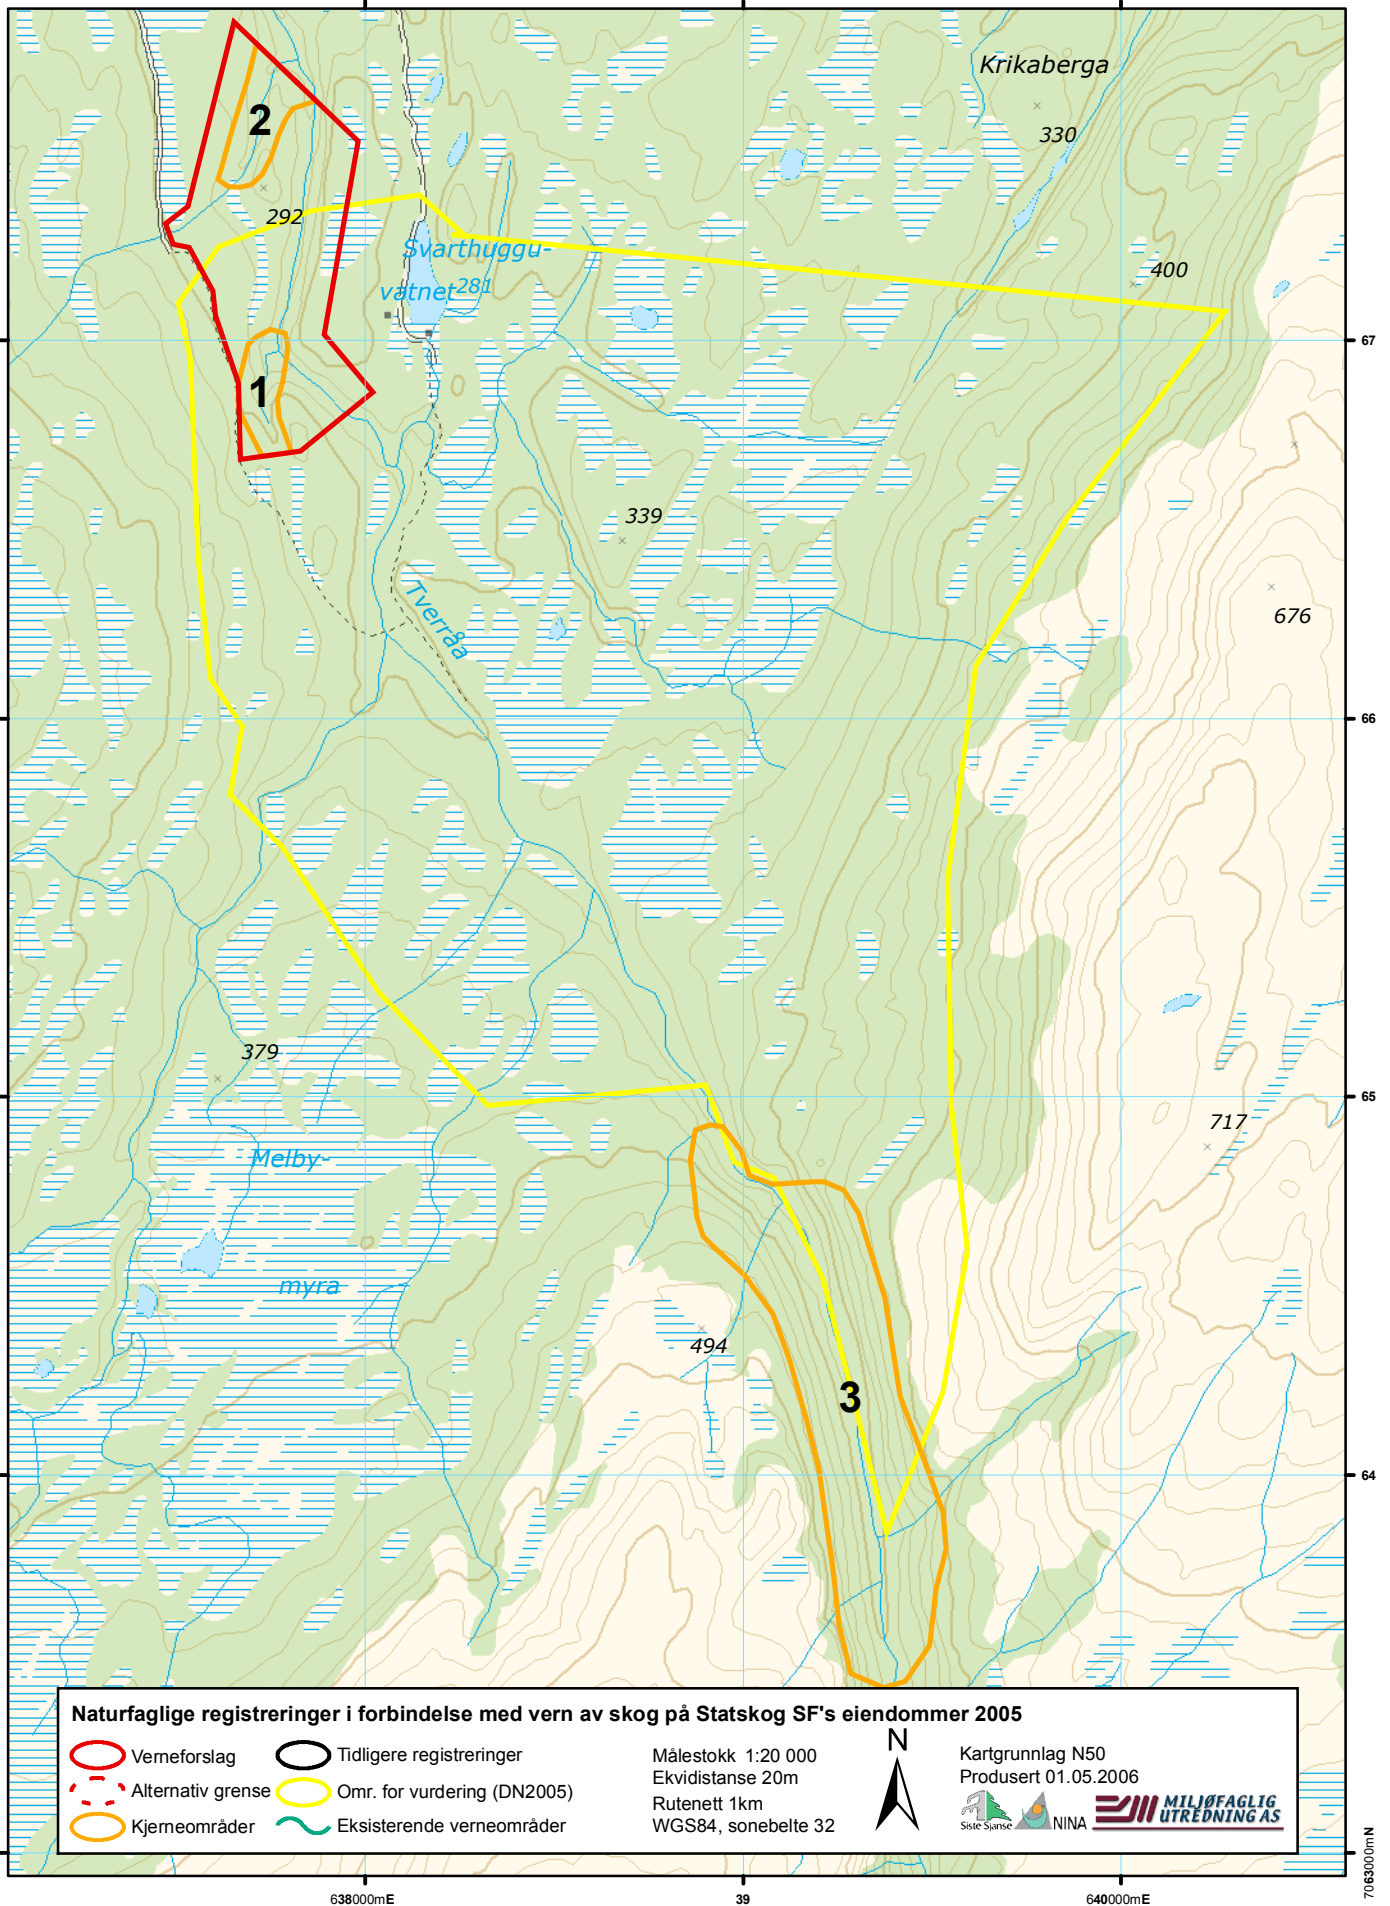 Krikaberga
330
2
292
Svarthuggu-
400
vatnet 281
67
1
339
Tverråa
676
66
379
65
717
Melby-
myra
494
3
64
Naturfaglige registreringer i forbindelse med vern av skog på Statskog SF's eiendommer 2005
Verneforslag
Tidligere registreringer
Alternativ grense
Omr. for vurdering (DN2005)
Kjerneområder
Eksisterende verneområder
Målestokk 1:20 000
Ekvidistanse 20m
Rutenett 1km
WGS84, sonebelte 32
N
Kartgrunnlag N50
Produsert 01.05.2006
Siste Sjanse
NINA
MILJØFAGLIG
UTREDNING AS
7063000mN
638000mE
39
640000mE